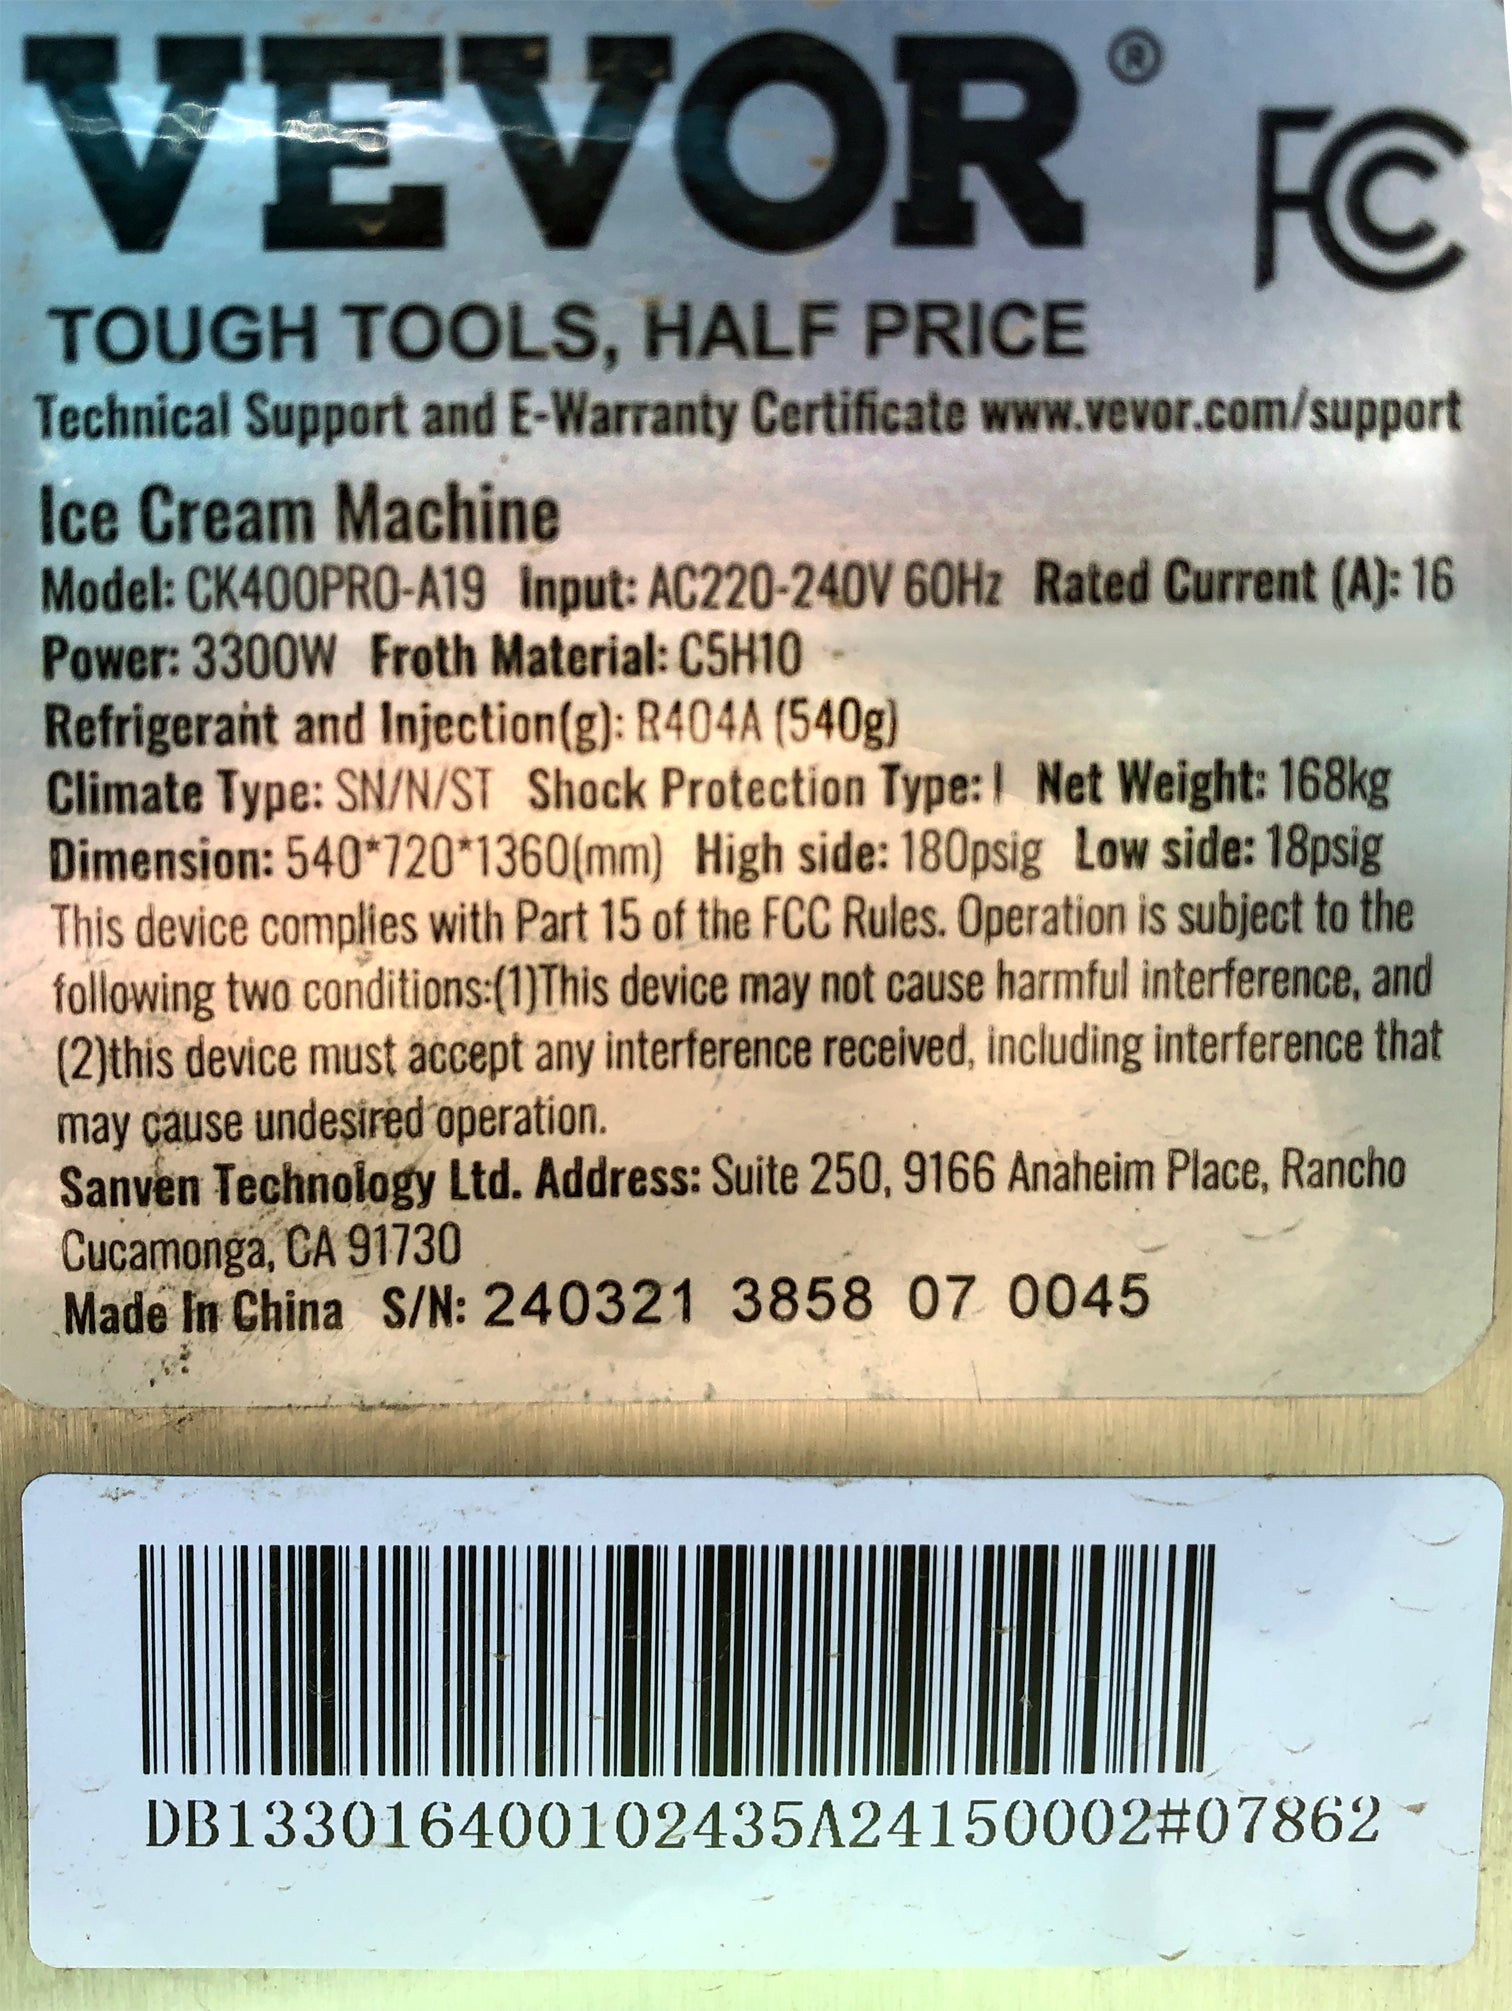 VEVOR®
FC
TOUGH TOOLS, HALF PRICE
Technical Support and E-Warranty Certificate www.vevor.com/support
Ice Cream Machine
Model: CK400PRO-A19 Input: AC220-240V 60Hz Rated Current (A): 16
Power: 3300W Froth Material: C5H10
Refrigerant and Injection(g): R404A (540g)
Climate Type: SN/N/ST Shock Protection Type: I Net Weight: 168kg
Dimension: 540*720*1360(mm) High side: 180psig Low side: 18psig
This device complies with Part 15 of the FCC Rules. Operation is subject to the
following two conditions:(1)This device may not cause harmful interference, and
(2)this device must accept any interference received, including interference that
may cause undesired operation.
Sanven Technology Ltd. Address: Suite 250, 9166 Anaheim Place, Rancho
Cucamonga, CA 91730
Made In China S/N: 240321 3858 07 0045
DB133016400102435A24150002#07862